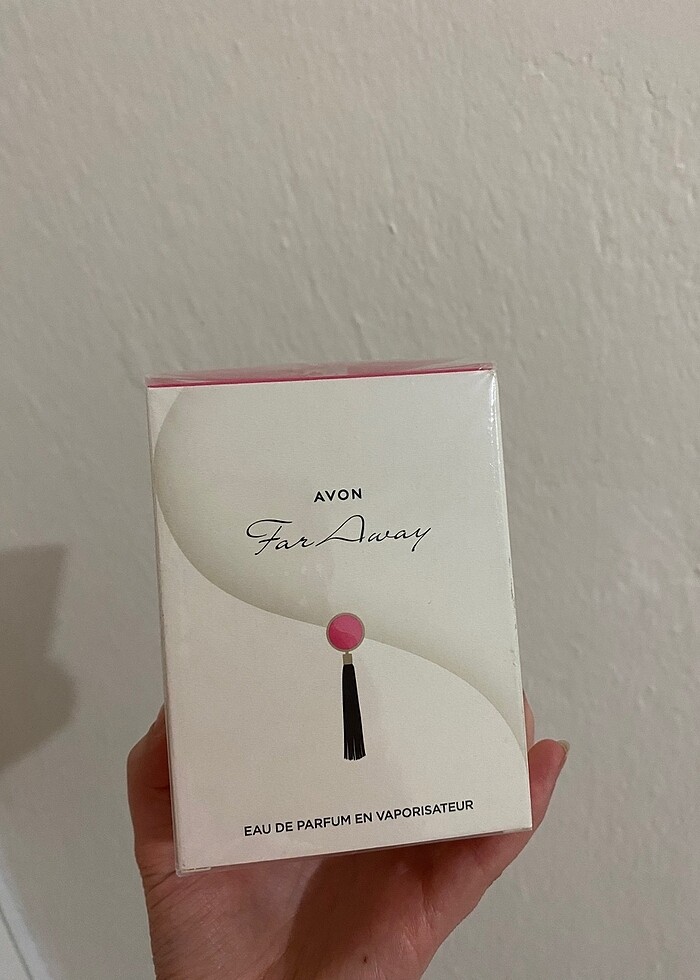 AVON
Far Away
EAU DE PARFUM EN VAPORISATEUR